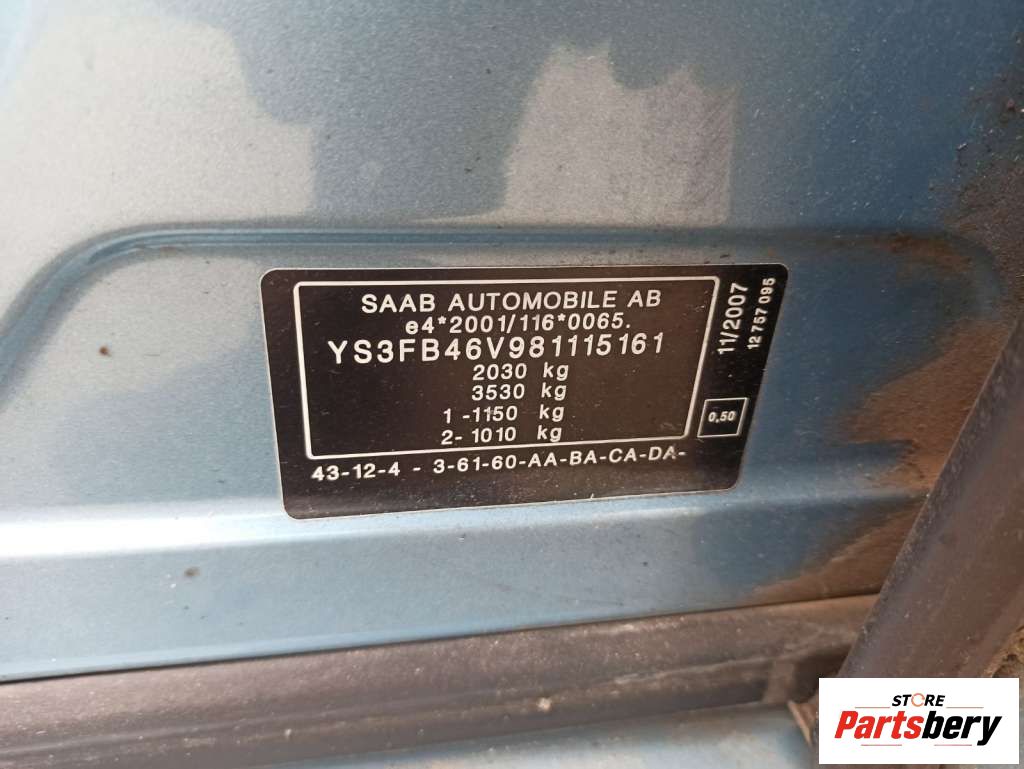 SAAB AUTOMOBILE AB
e4*2001/116*0065.
YS3FB46V981115161
2030 kg
3530 kg
1 -1150 kg
2- 1010 kg
43-12-4 - 3-61-60-AA-BA-CA-DA-
11/2007
12 757 095
0,50
STORE
Partsbery